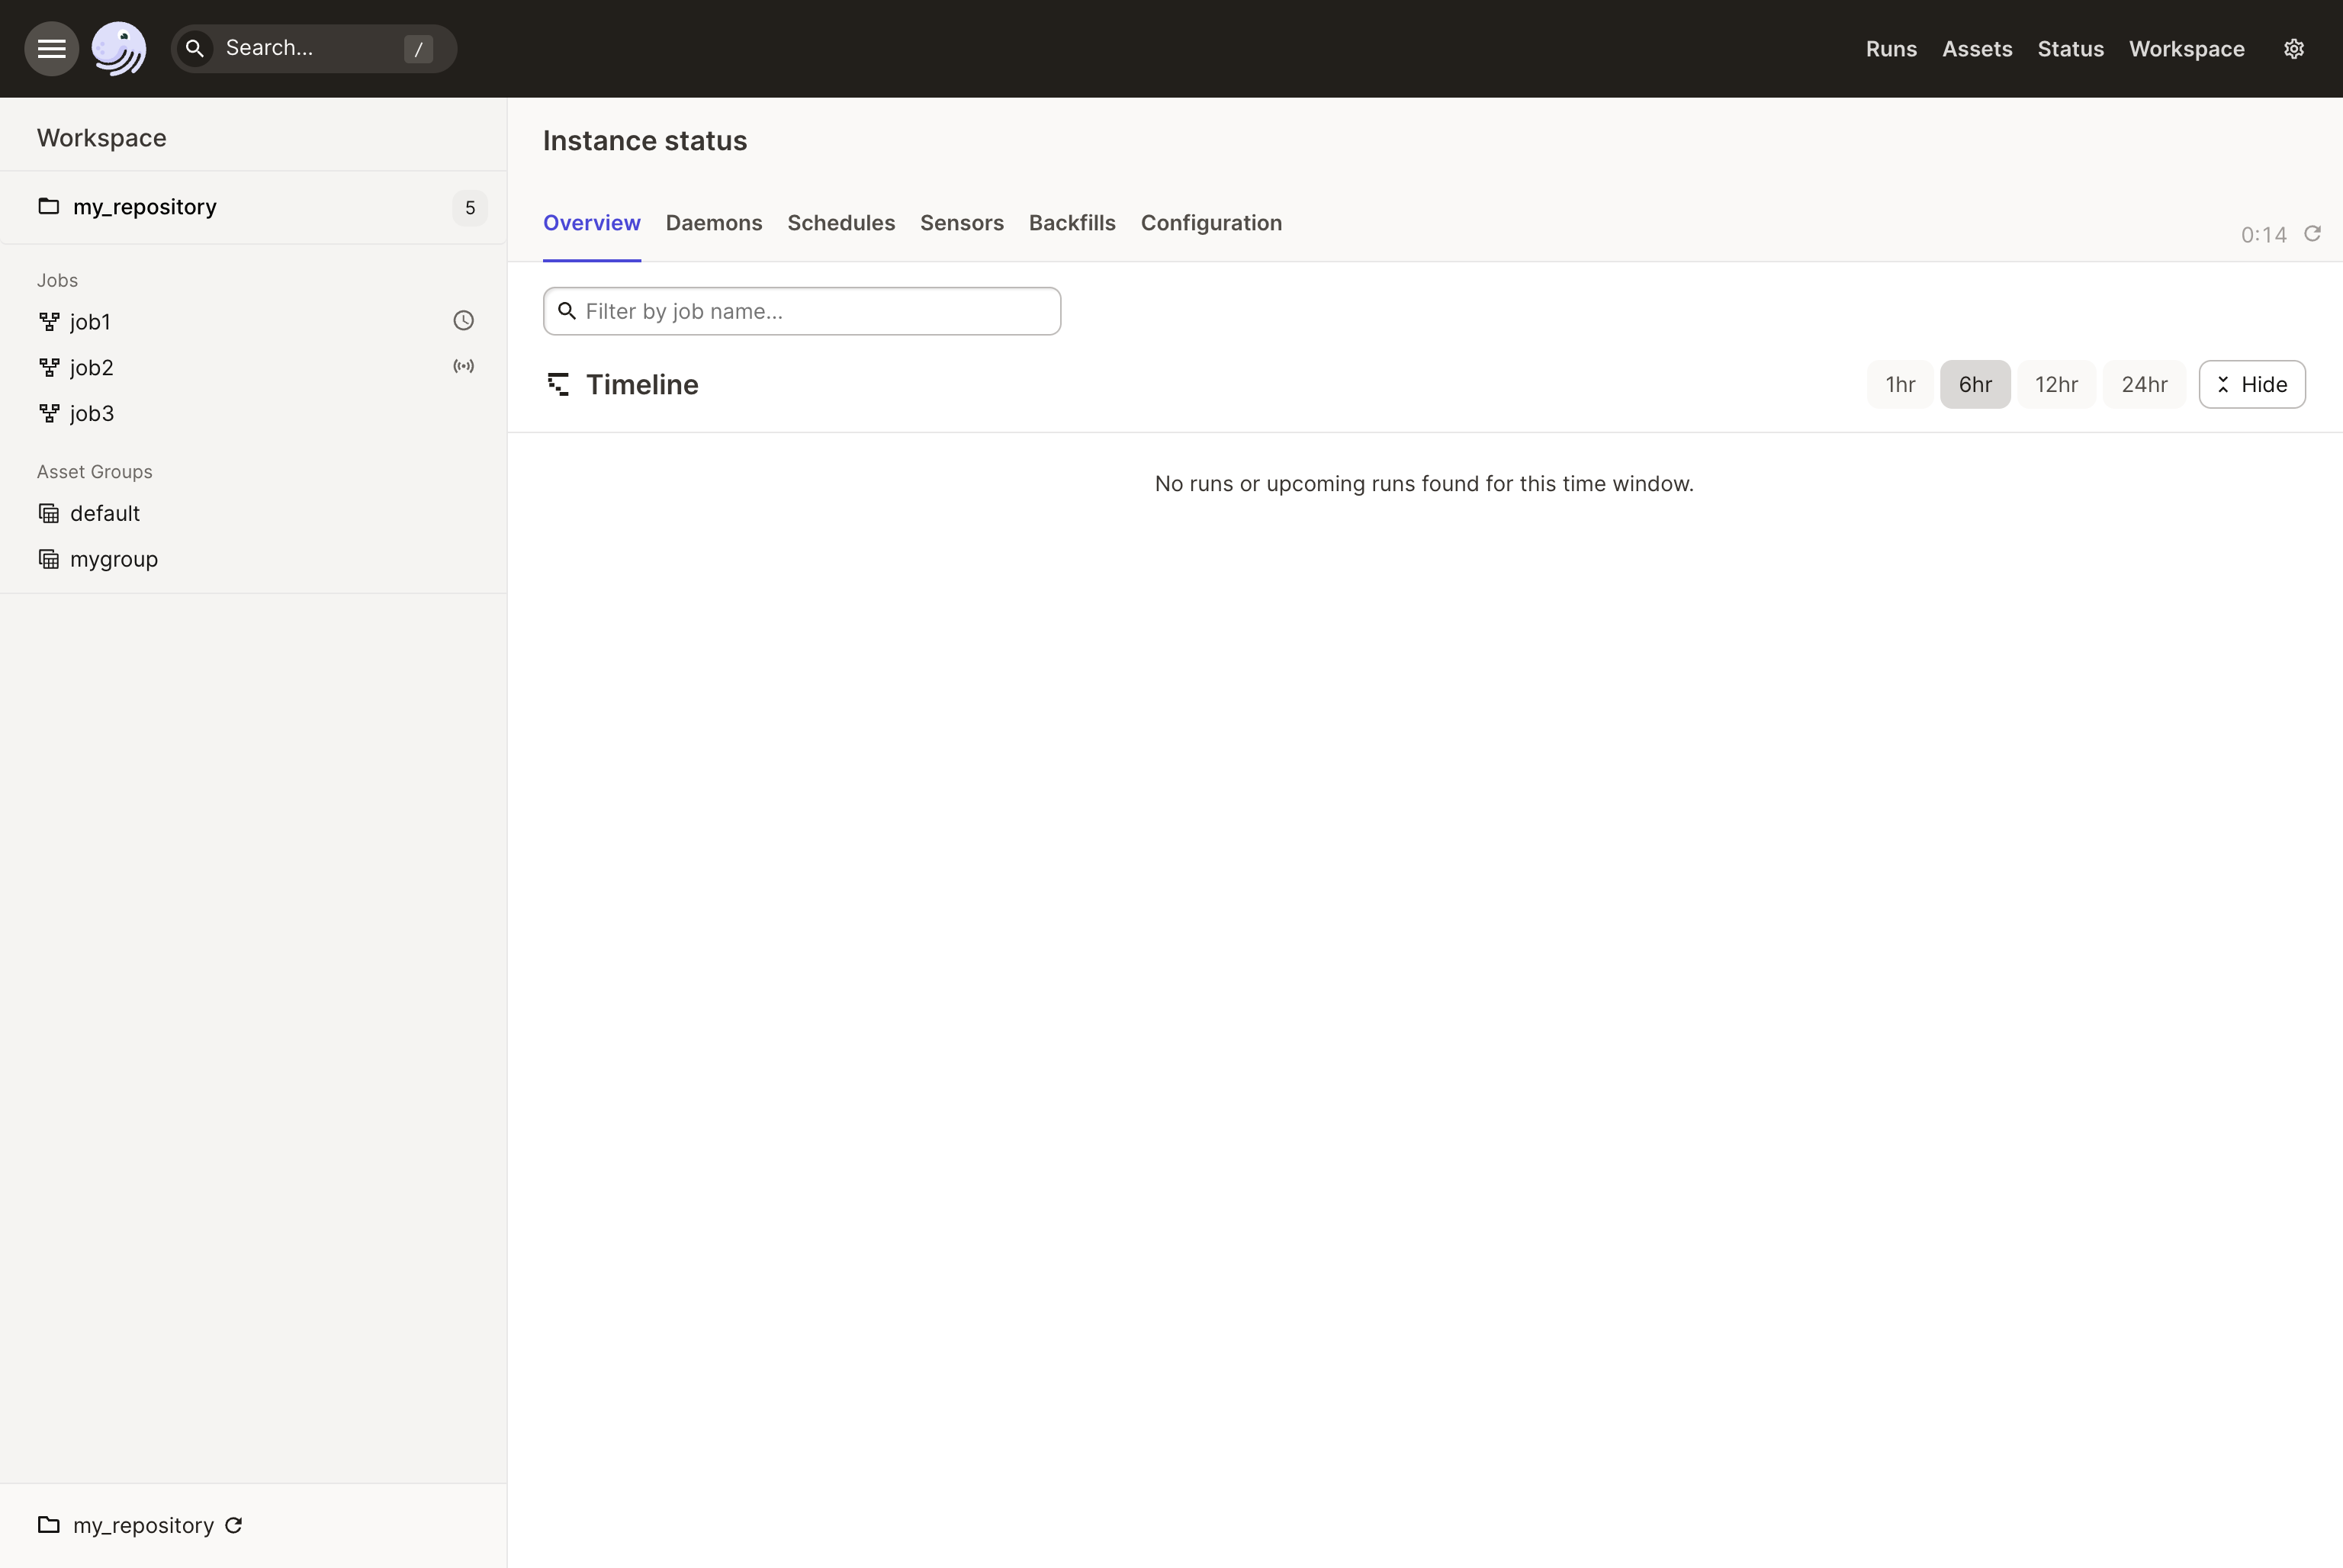 Search... /
Runs Assets Status Workspace
Workspace
my_repository 5
Jobs
job1
job2
job3
Asset Groups
default
mygroup
my_repository
Instance status
Overview Daemons Schedules Sensors Backfills Configuration
0:14
Filter by job name...
Timeline
1hr 6hr 12hr 24hr Hide
No runs or upcoming runs found for this time window.